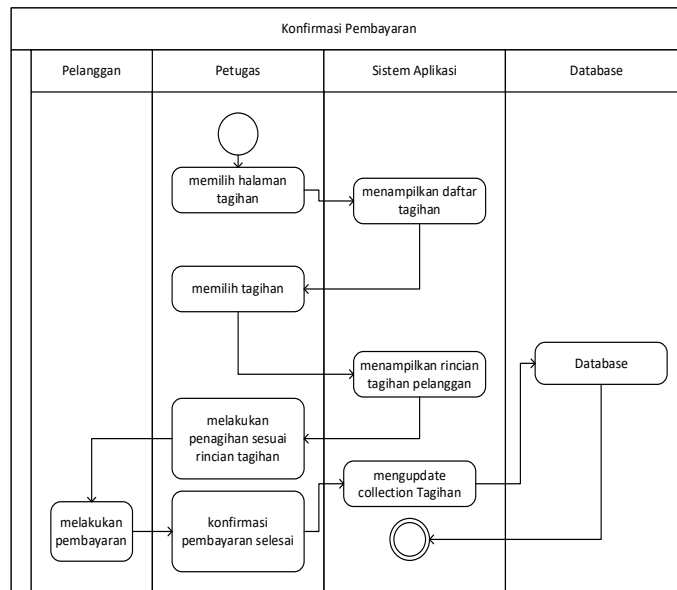 Konfirmasi Pembayaran
Pelanggan
Petugas
Sistem Aplikasi
Database
memilih halaman
tagihan
menampilkan daftar
tagihan
memilih tagihan
menampilkan rincian
tagihan pelanggan
Database
melakukan
penagihan sesuai
rincian tagihan
mengupdate
collection Tagihan
melakukan
pembayaran
konfirmasi
pembayaran selesai